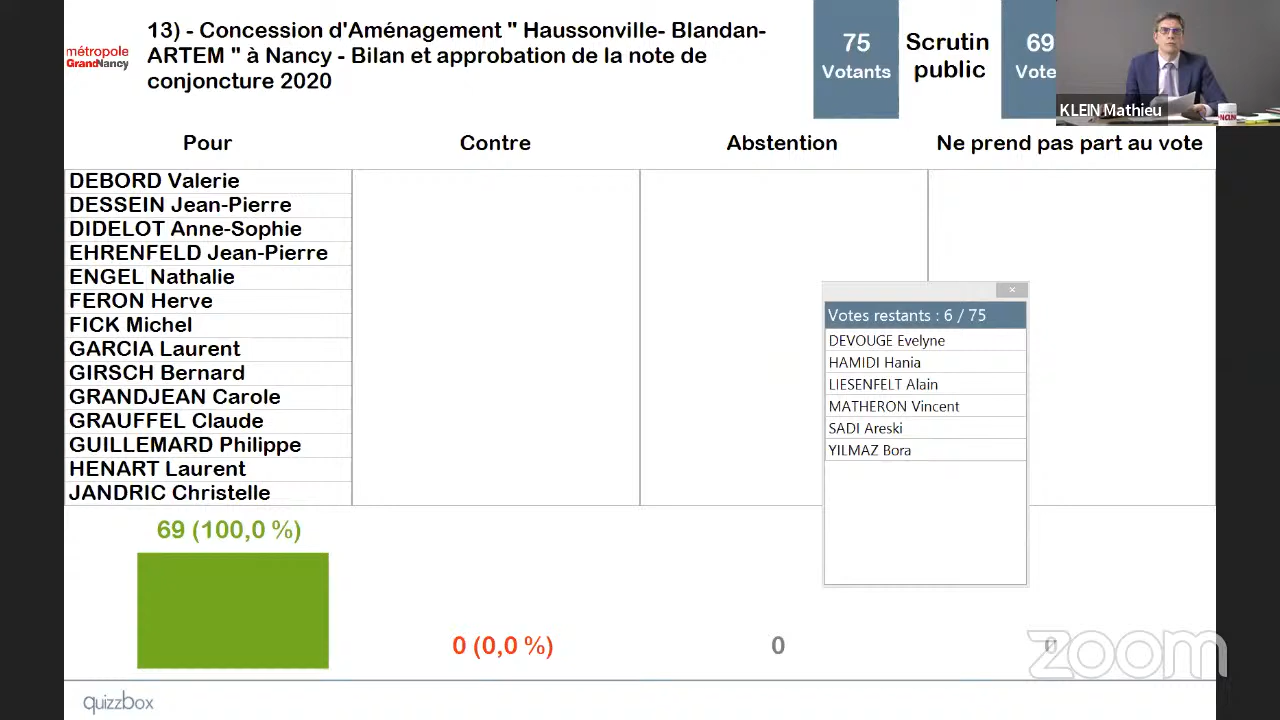 métropole
GrandNancy
13) - Concession d'Aménagement " Haussonville- Blandan-
ARTEM " à Nancy - Bilan et approbation de la note de
conjoncture 2020
75
Votants
Scrutin
public
69
Vote
KLEIN Mathieu
Pour
Contre
Abstention
Ne prend pas part au vote
DEBORD Valerie
DESSEIN Jean-Pierre
DIDELOT Anne-Sophie
EHRENFELD Jean-Pierre
ENGEL Nathalie
FERON Herve
FICK Michel
GARCIA Laurent
GIRSCH Bernard
GRANDJEAN Carole
GRAUFFEL Claude
GUILLEMARD Philippe
HENART Laurent
JANDRIC Christelle
Votes restants : 6 / 75
DEVOUGE Evelyne
HAMIDI Hania
LIESENFELT Alain
MATHERON Vincent
SADI Areski
YILMAZ Bora
69 (100,0 %)
0 (0,0 %)
0
0
zoom
quizzbox